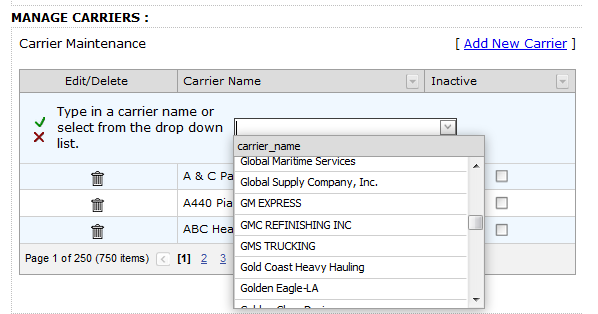 MANAGE CARRIERS :
Carrier Maintenance
[ Add New Carrier ]
Edit/Delete Carrier Name Inactive
Type in a carrier name or
select from the drop down
list.
carrier_name
Global Maritime Services
Global Supply Company, Inc.
GM EXPRESS
GMC REFINISHING INC
GMS TRUCKING
Gold Coast Heavy Hauling
Golden Eagle-LA
A & C Pa
A440 Pia
ABC Hea
Page 1 of 250 (750 items) [1] 2 3